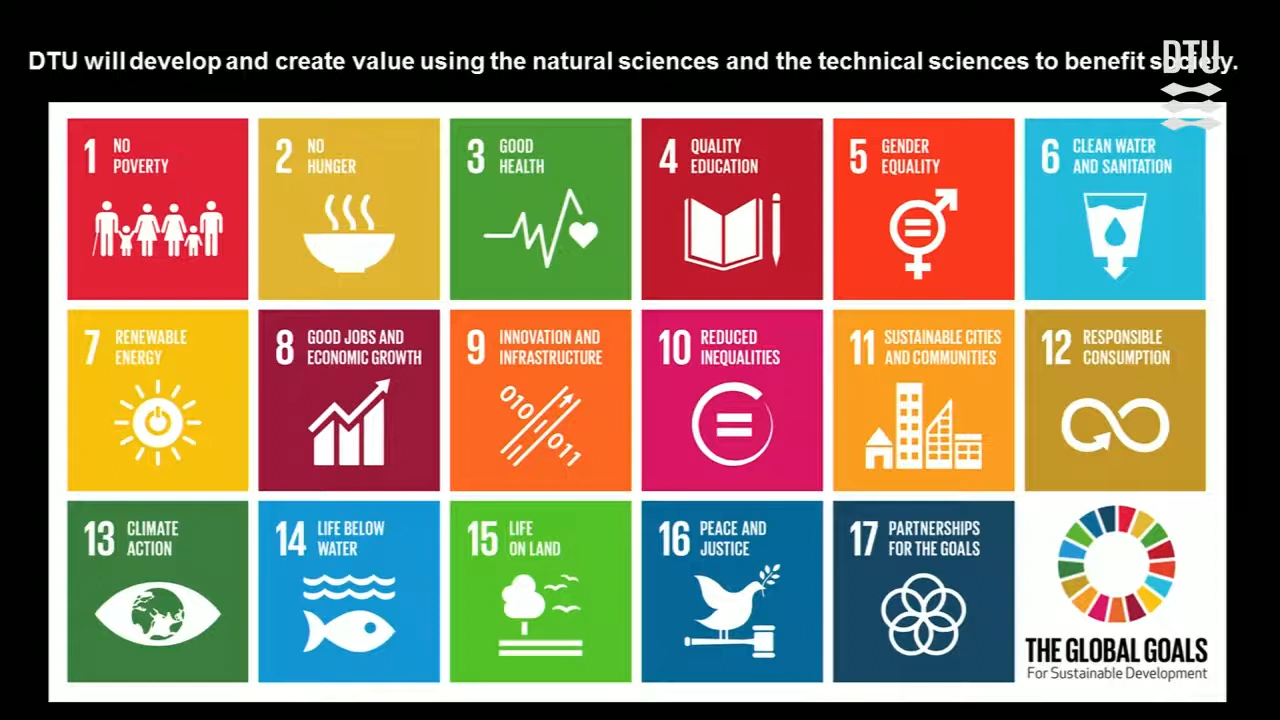 DTU will develop and create value using the natural sciences and the technical sciences to benefit society.
DTU
1 NO
POVERTY
2 NO
HUNGER
3 GOOD
HEALTH
4 QUALITY
EDUCATION
5 GENDER
EQUALITY
6 CLEAN WATER
AND SANITATION
7 RENEWABLE
ENERGY
8 GOOD JOBS AND
ECONOMIC GROWTH
9 INNOVATION AND
INFRASTRUCTURE
010
011
10 REDUCED
INEQUALITIES
11 SUSTAINABLE CITIES
AND COMMUNITIES
12 RESPONSIBLE
CONSUMPTION
13 CLIMATE
ACTION
14 LIFE BELOW
WATER
15 LIFE
ON LAND
16 PEACE AND
JUSTICE
17 PARTNERSHIPS
FOR THE GOALS
THE GLOBAL GOALS
For Sustainable Development